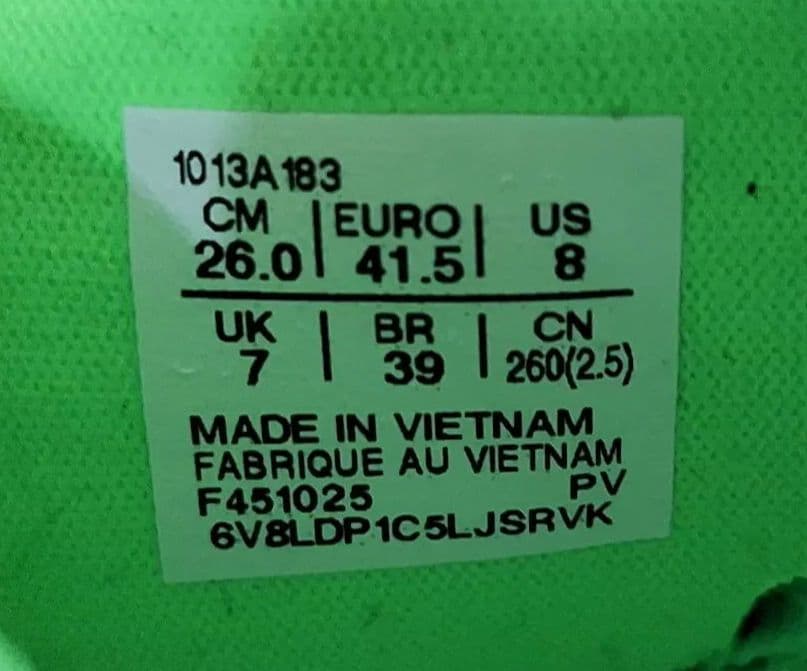 1013A183
CM | EURO | US
26.0 | 41.5 | 8
UK | BR | CN
7 | 39 | 260(2.5)
MADE IN VIETNAM
FABRIQUE AU VIETNAM
F451025 PV
6V8LDP1C5LJSRVK